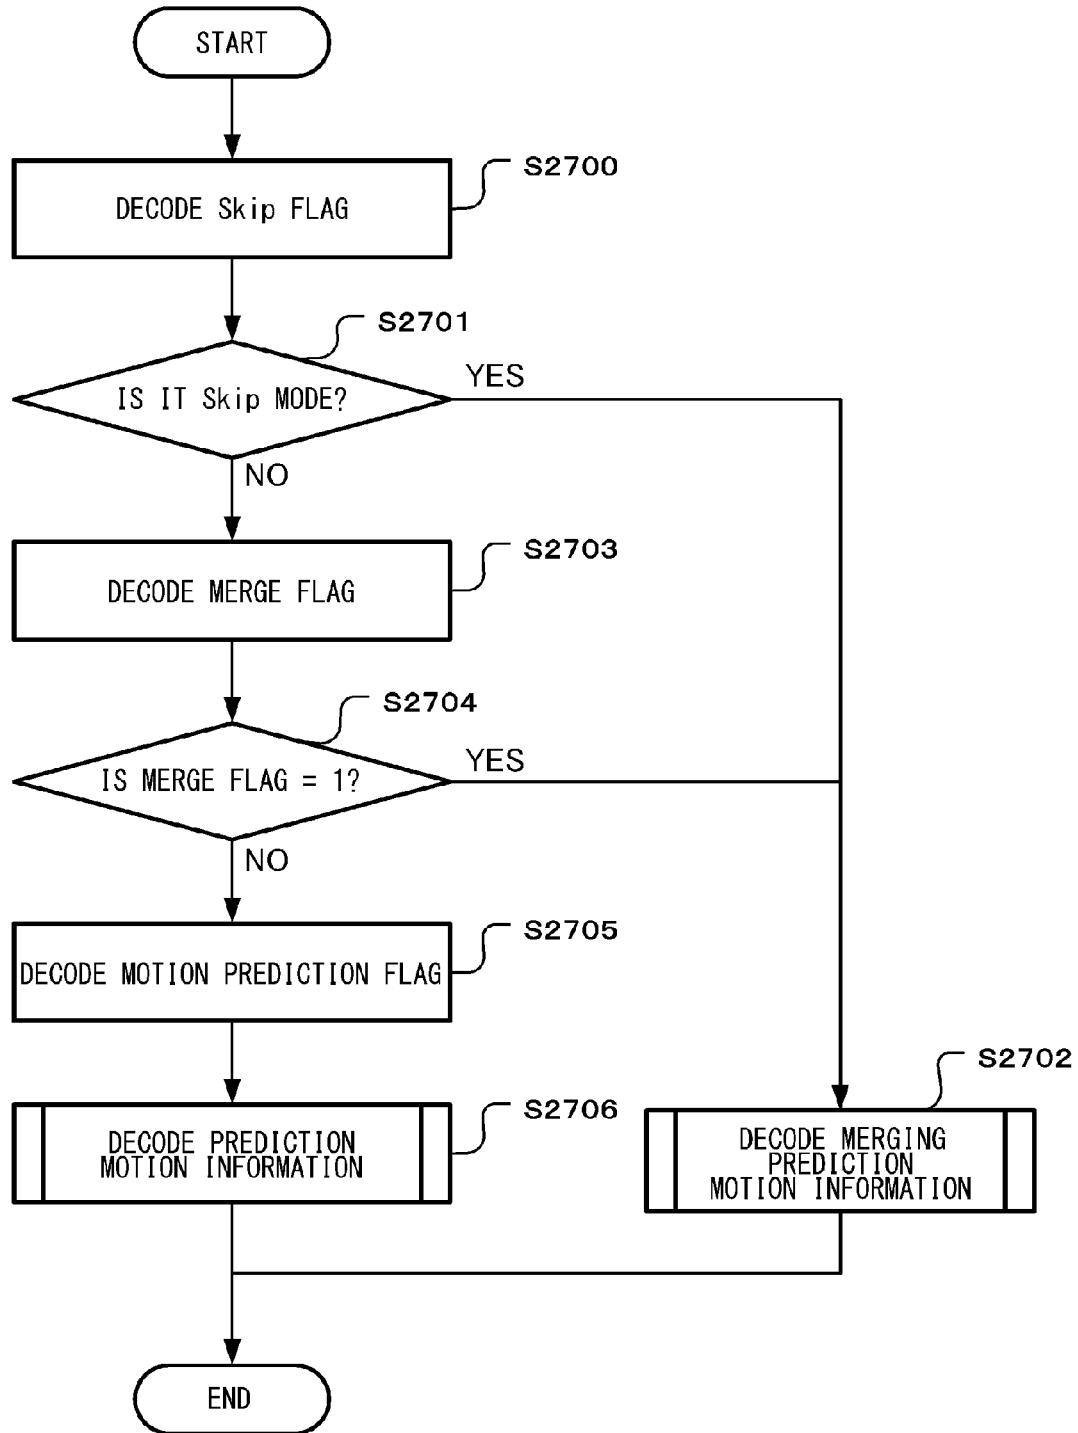 START
S2700
DECODE Skip FLAG
S2701
IS IT Skip MODE?
YES
NO
S2703
DECODE MERGE FLAG
S2704
IS MERGE FLAG = 1?
YES
NO
S2705
DECODE MOTION PREDICTION FLAG
S2706
DECODE PREDICTION
MOTION INFORMATION
S2702
DECODE MERGING
PREDICTION
MOTION INFORMATION
END